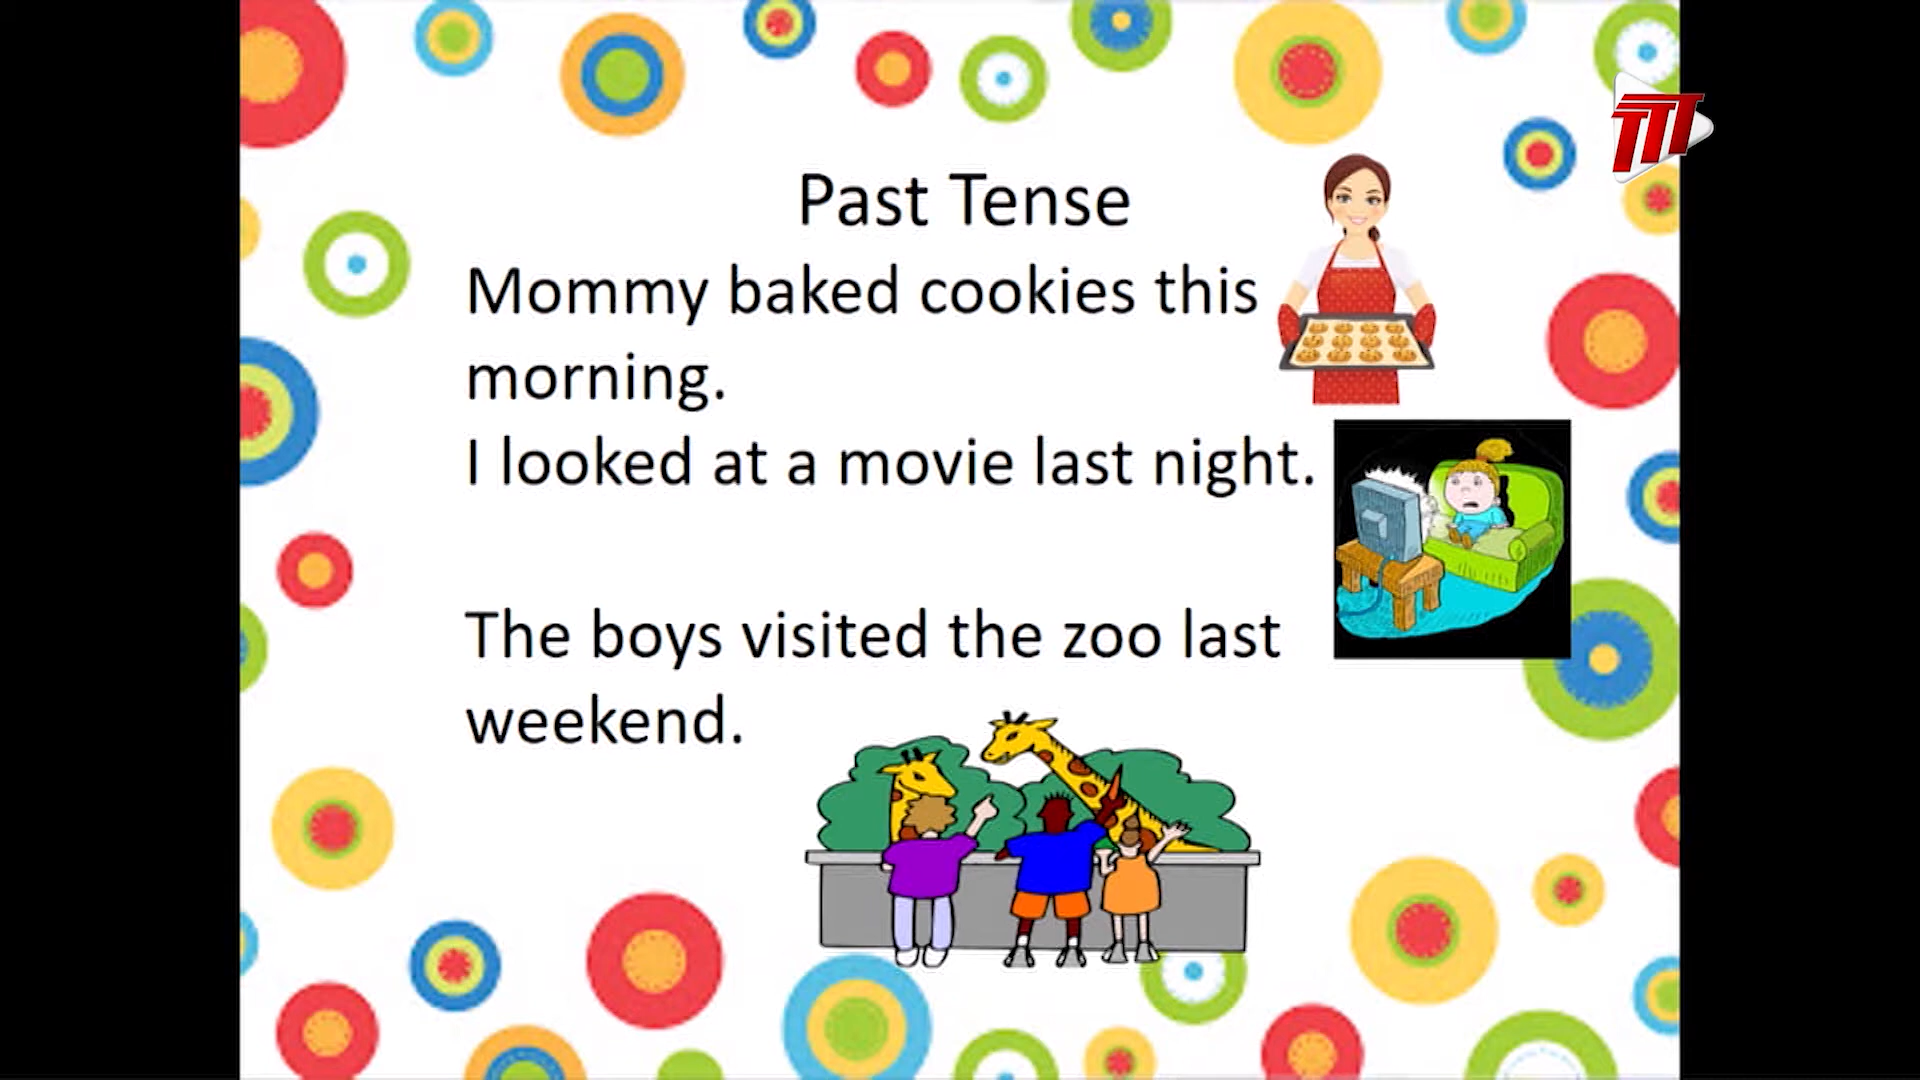 TTT
Past Tense
Mommy baked cookies this
morning.
I looked at a movie last night.
The boys visited the zoo last
weekend.